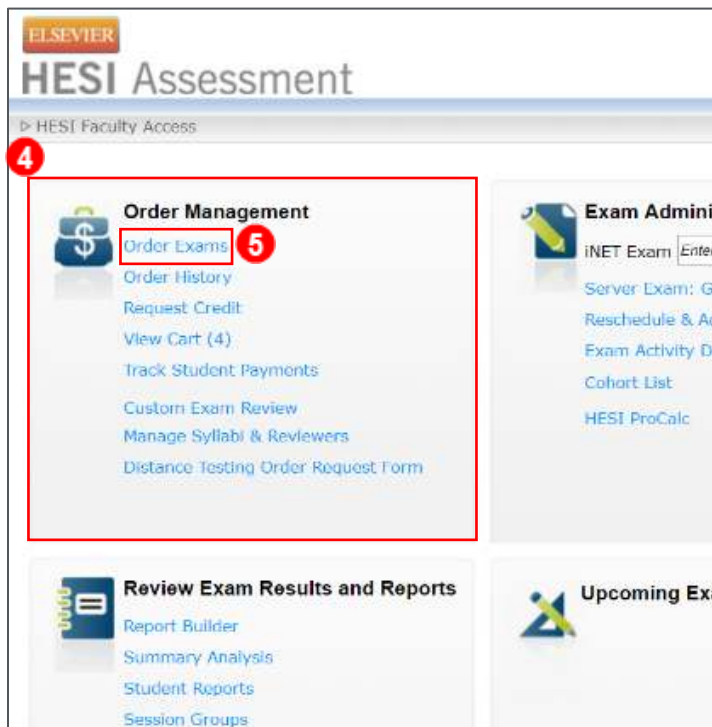 ELSEVIER
HESI Assessment
HESI Faculty Access
4
Order Management
Order Exams 5
Order History
Request Credit
View Cart (4)
Track Student Payments
Custom Exam Review
Manage Syllabi & Reviewers
Distance Testing Order Request Form
Exam Admini
iNET Exam Ente
Server Exam: G
Reschedule & A
Exam Activity D
Cohort List
HESI ProCalc
Review Exam Results and Reports
Report Builder
Summary Analysis
Student Reports
Session Groups
Upcoming Exa